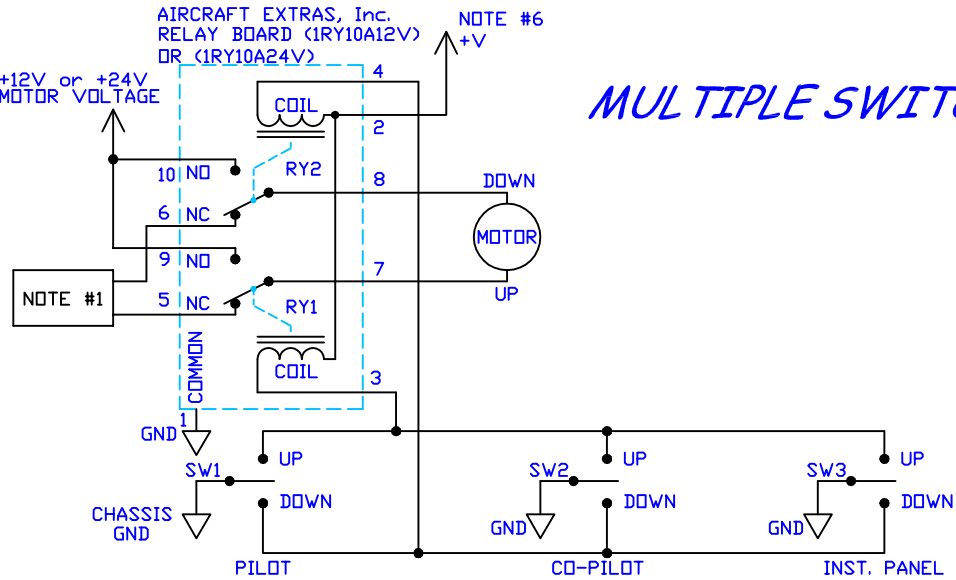 AIRCRAFT EXTRAS, Inc.
RELAY BOARD (1RY10A12V)
OR (1RY10A24V)
NOTE #6
+V
+12V or +24V
MOTOR VOLTAGE
MULTIPLE SWITC
4
COIL
2
10 NO
RY2
8
DOWN
6 NC
MOTOR
9 NO
7
UP
NOTE #1
5 NC
RY1
COMMON
COIL
3
1
GND
SW1
UP
DOWN
CHASSIS
GND
PILOT
SW2
UP
DOWN
GND
CO-PILOT
SW3
UP
DOWN
GND
INST. PANEL